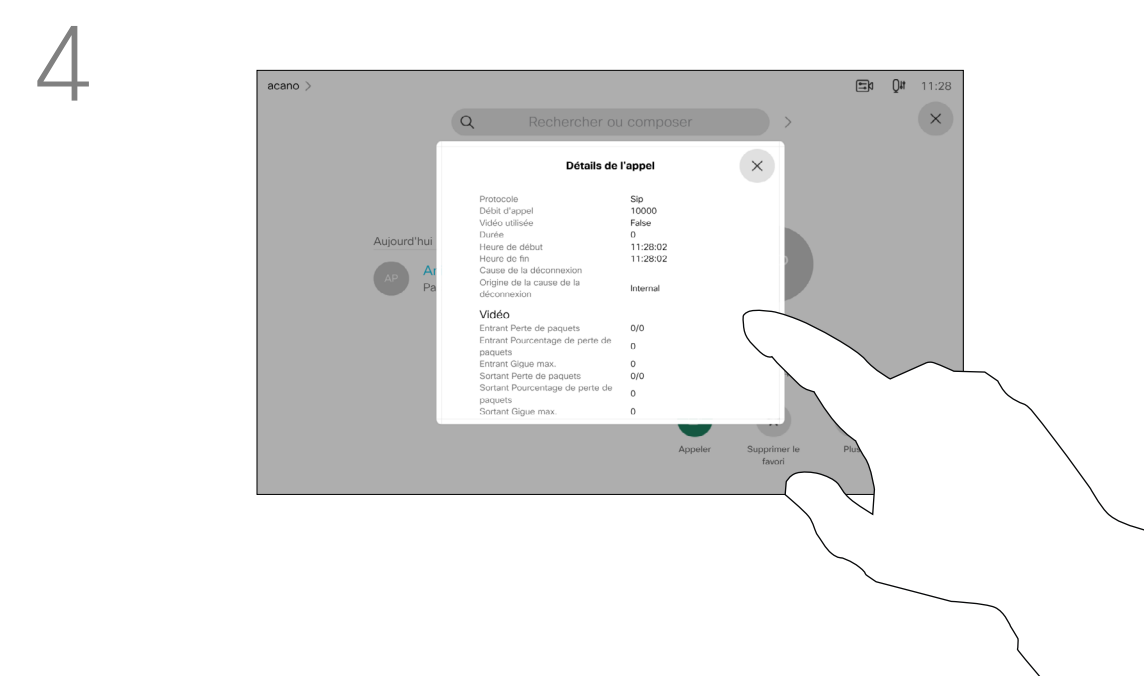 4
acano >
11:28
Rechercher ou composer
Détails de l'appel
Protocole Sip
Débit d'appel 10000
Vidéo utilisée False
Durée 0
Heure de début 11:28:02
Heure de fin 11:28:02
Cause de la déconnexion
Origine de la cause de la
déconnexion Internal
Vidéo
Entrant Perte de paquets 0/0
Entrant Pourcentage de perte de
paquets 0
Entrant Gigue max. 0
Sortant Perte de paquets 0/0
Sortant Pourcentage de perte de
paquets 0
Sortant Gigue max. 0
Aujourd'hui
AP
Ar
Pa
Appeler
Supprimer le
favori
Plus